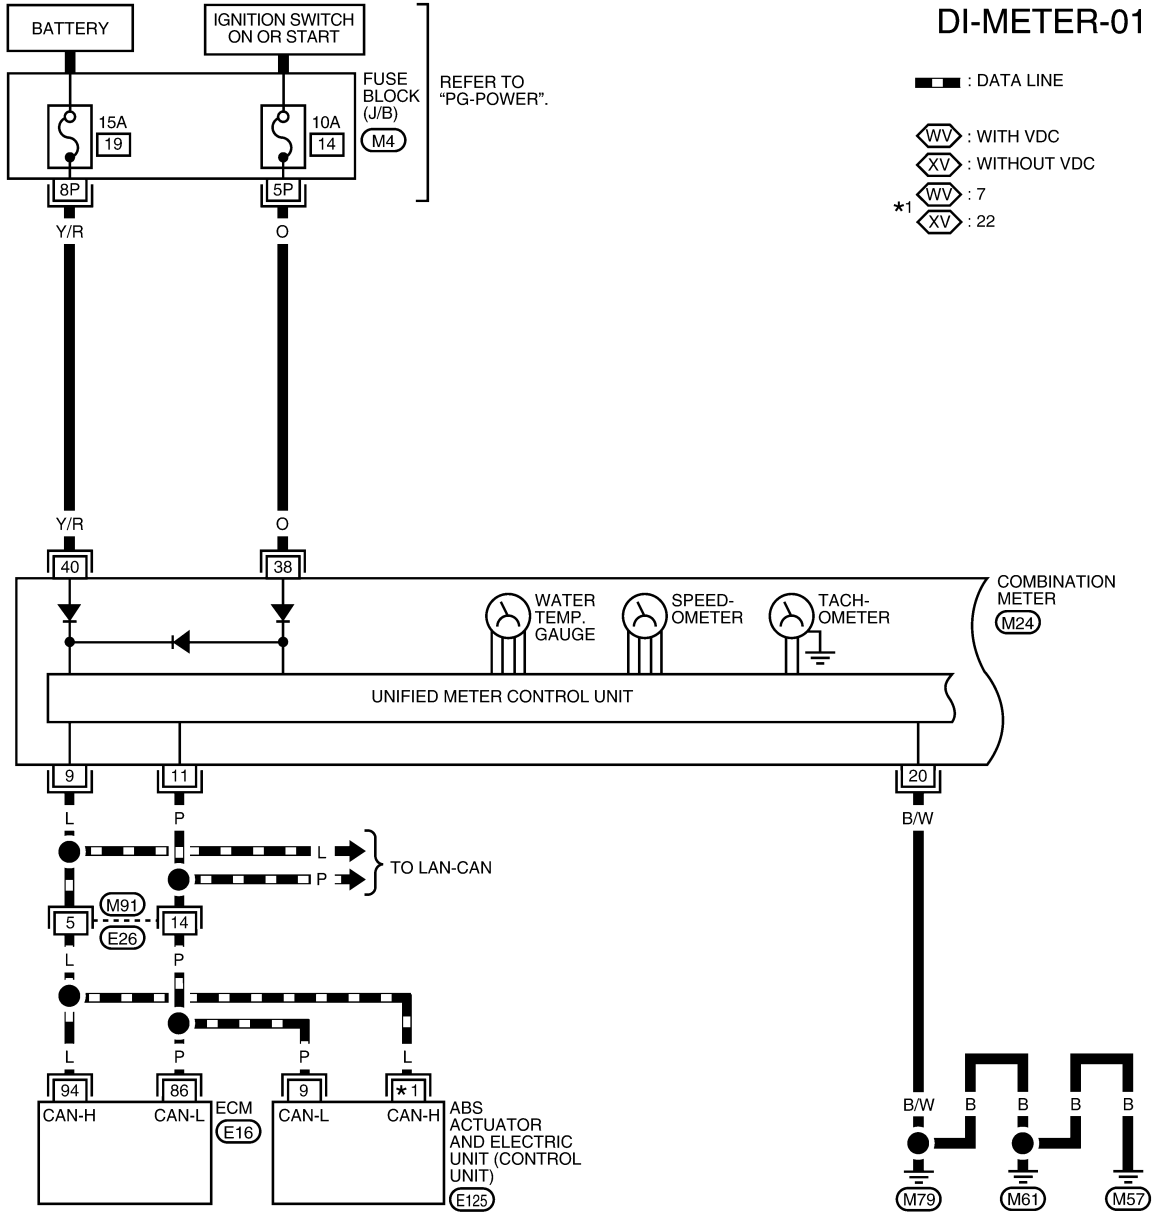 DI-METER-01
BATTERY
IGNITION SWITCH
ON OR START
FUSE
BLOCK
(J/B)
M4
REFER TO
“PG-POWER”.
15A
19
10A
14
8P
5P
: DATA LINE
WV : WITH VDC
XV : WITHOUT VDC
*1
WV : 7
XV : 22
Y/R
O
Y/R
O
40
38
WATER
TEMP.
GAUGE
SPEED-
OMETER
TACH-
OMETER
COMBINATION
METER
M24
UNIFIED METER CONTROL UNIT
9
11
20
L
P
B/W
L
P
TO LAN-CAN
M91
5
14
E26
L
P
L
P
P
L
94
86
9
*1
CAN-H
CAN-L
ECM
E16
CAN-L
CAN-H
ABS
ACTUATOR
AND ELECTRIC
UNIT (CONTROL
UNIT)
E125
B/W
B
B
B
B
M79
M61
M57